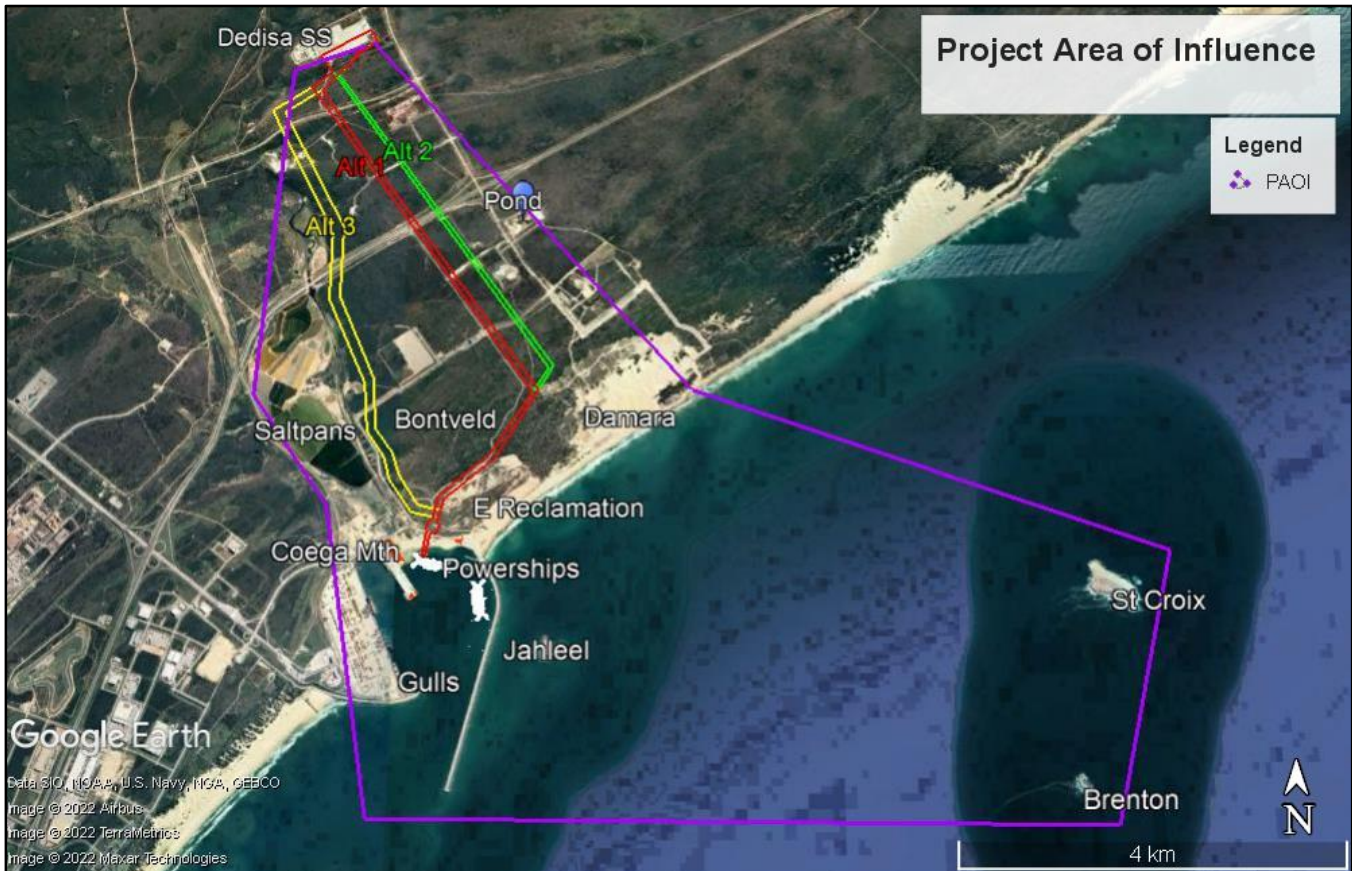 Dedisa SS
Project Area of Influence
Legend
PAOI
Alt 1
Alt 2
Pond
Alt 3
Bontveld
Damara
Saltpans
E Reclamation
Coega Mth
Powerships
St Croix
Jahleel
Gulls
Google Earth
Data SIO, NOAA, U.S. Navy, NGA, GEBCO
Image © 2022 Airbus
Image © 2022 TerraMetrics
Image © 2022 Maxar Technologies
Brenton
N
4 km